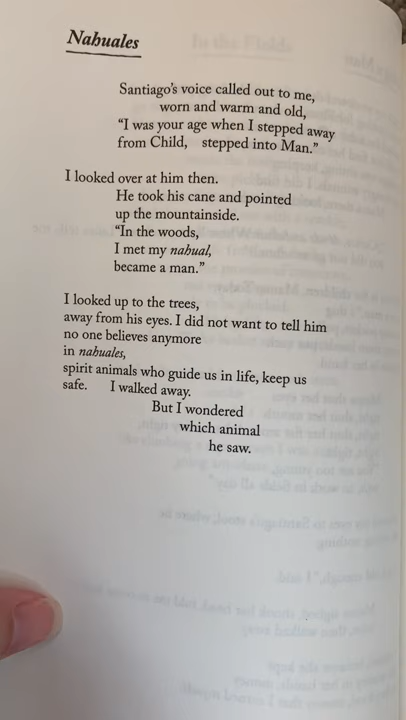 Nahuales
Santiago's voice called out to me,
worn and warm and old,
“I was your age when I stepped away
from Child, stepped into Man.”
I looked over at him then.
He took his cane and pointed
up the mountainside.
“In the woods,
I met my nahual,
became a man.”
I looked up to the trees,
away from his eyes. I did not want to tell him
no one believes anymore
in nahuales,
spirit animals who guide us in life, keep us
safe. I walked away.
But I wondered
which animal
he saw.